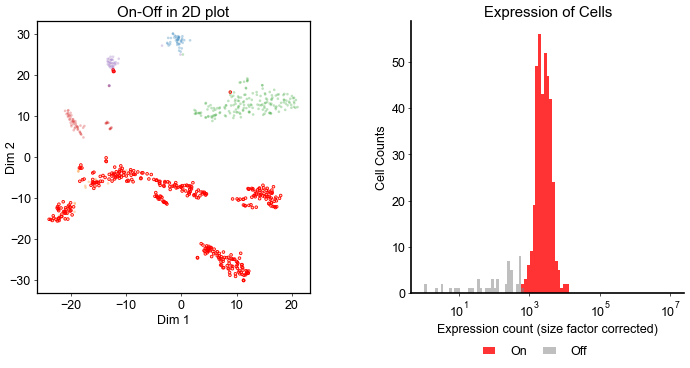 On-Off in 2D plot
30
20
10
0
−10
−20
−30
Dim 2
−20 −10 0 10 20
Dim 1
Expression of Cells
50
40
30
20
10
0
Cell Counts
10^1 10^3 10^5 10^7
Expression count (size factor corrected)
On Off